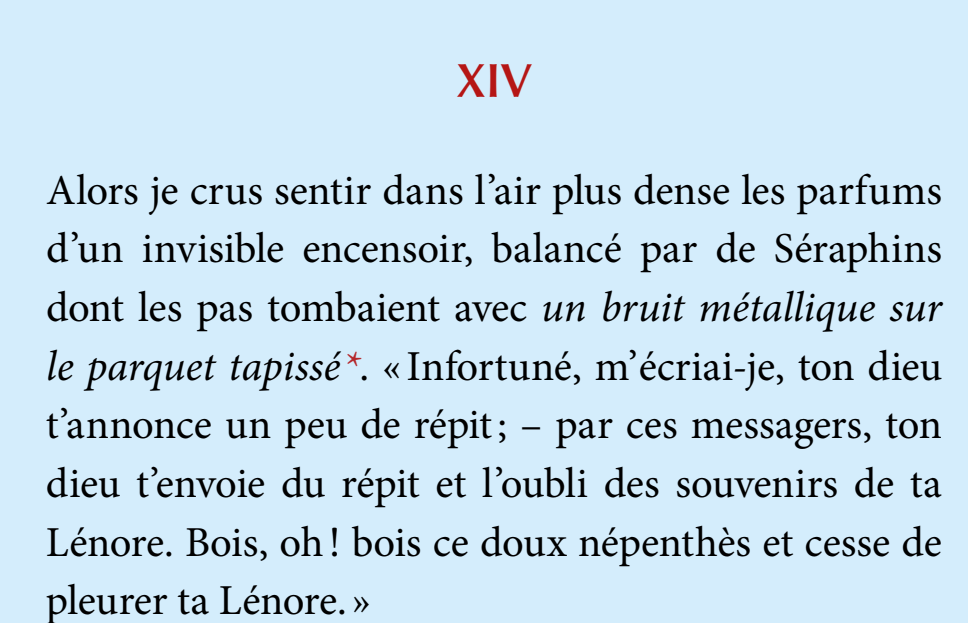 XIV
Alors je crus sentir dans l’air plus dense les parfums
d’un invisible encensoir, balancé par de Séraphins
dont les pas tombaient avec un bruit métallique sur
le parquet tapissé*. « Infortuné, m’écriai-je, ton dieu
t’annonce un peu de répit ; – par ces messagers, ton
dieu t’envoie du répit et l’oubli des souvenirs de ta
Lénore. Bois, oh ! bois ce doux népenthès et cesse de
pleurer ta Lénore. »